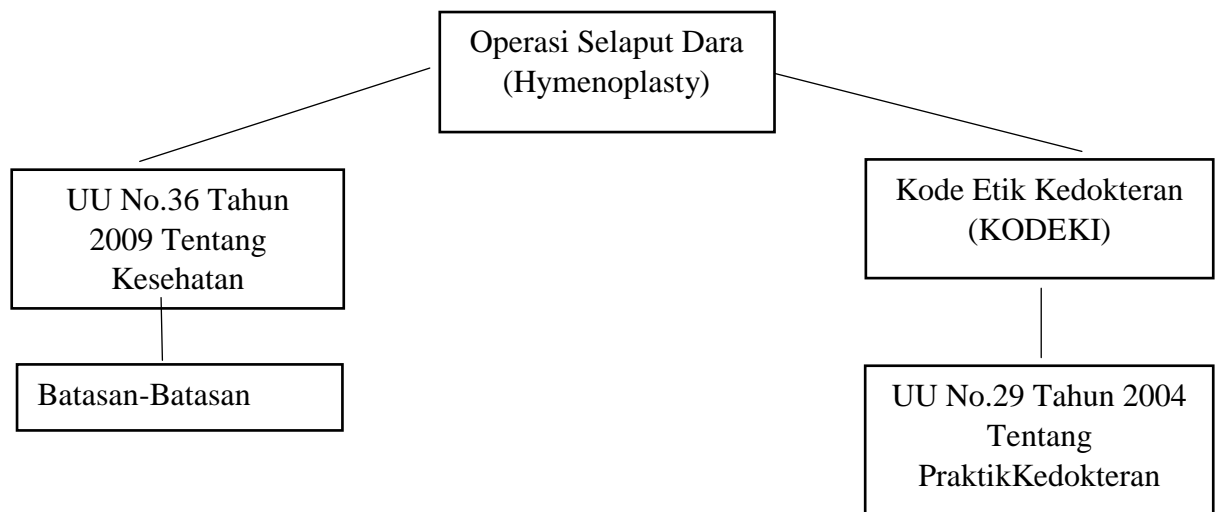 Operasi Selaput Dara
(Hymenoplasty)
UU No.36 Tahun
2009 Tentang
Kesehatan
Kode Etik Kedokteran
(KODEKI)
Batasan-Batasan
UU No.29 Tahun 2004
Tentang
PraktikKedokteran